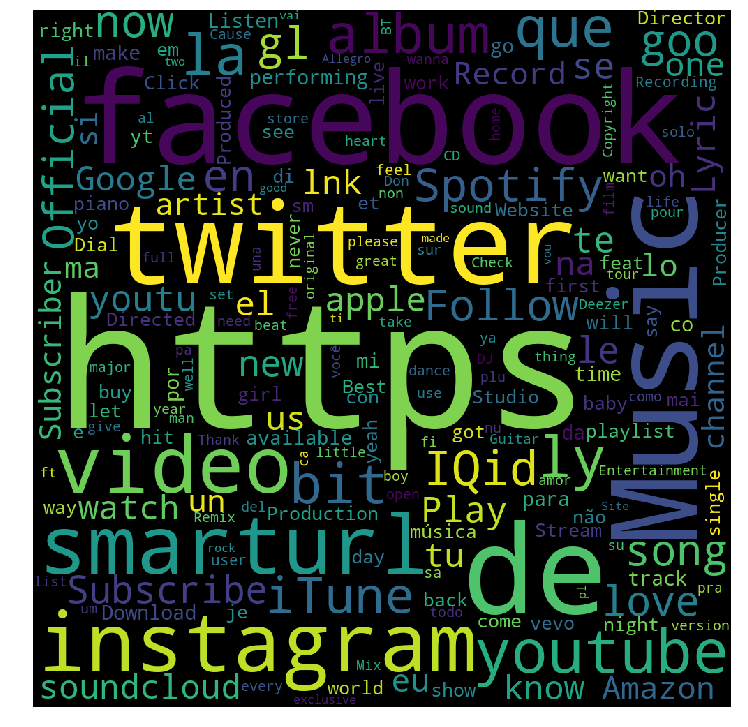 right
now
Listen
vai
Cause
BT
wanna
go
que
Director
goo
il
em
two
la
gl
Allegro
album
make
Click
performing
live
work
Record
se
one
Recording
Official
si
al
store
Produced
see
facebook
heart
CD
home
Copyright
solo
Lyric
yt
Google
en
good
di
lnk
feel
Don
non
Spotify
Website
film
want
oh
life
pour
piano
artist
sm
et
yo
Dial
full
una
never
original
please
made
great
sur
vou
sound
te
na
feat
Check
tour
lo
Producer
twitter
ma
first
Subscriber
youtu
set
el
free
apple
Follow
Deezer
will
say
co
Music
channel
Directed
need
beat
ti
take
ya
DJ
thing
https
major
pa
well
new
você
mi
dance
plu
le
time
por
buy
girl
Best
use
Studio
baby
como
mai
let
year
man
us
con
e
give
hit
Thank
available
yeah
fi
got
nu
Guitar
da
playlist
ft
video
ca
little
boy
IQid
ly
Entertainment
way
watch
un
del
open
bit
amor
para
single
Remix
Production
Play
Stream
não
Site
su
smarturl
música
tu
de
song
rock
user
day
sa
track
list
Subscribe
iTune
back
pl
love
pra
um
Download
je
todo
come
vevo
night
version
instagram
Mix
youtube
soundcloud
every
world
eu
show
know
Amazon
exclusive